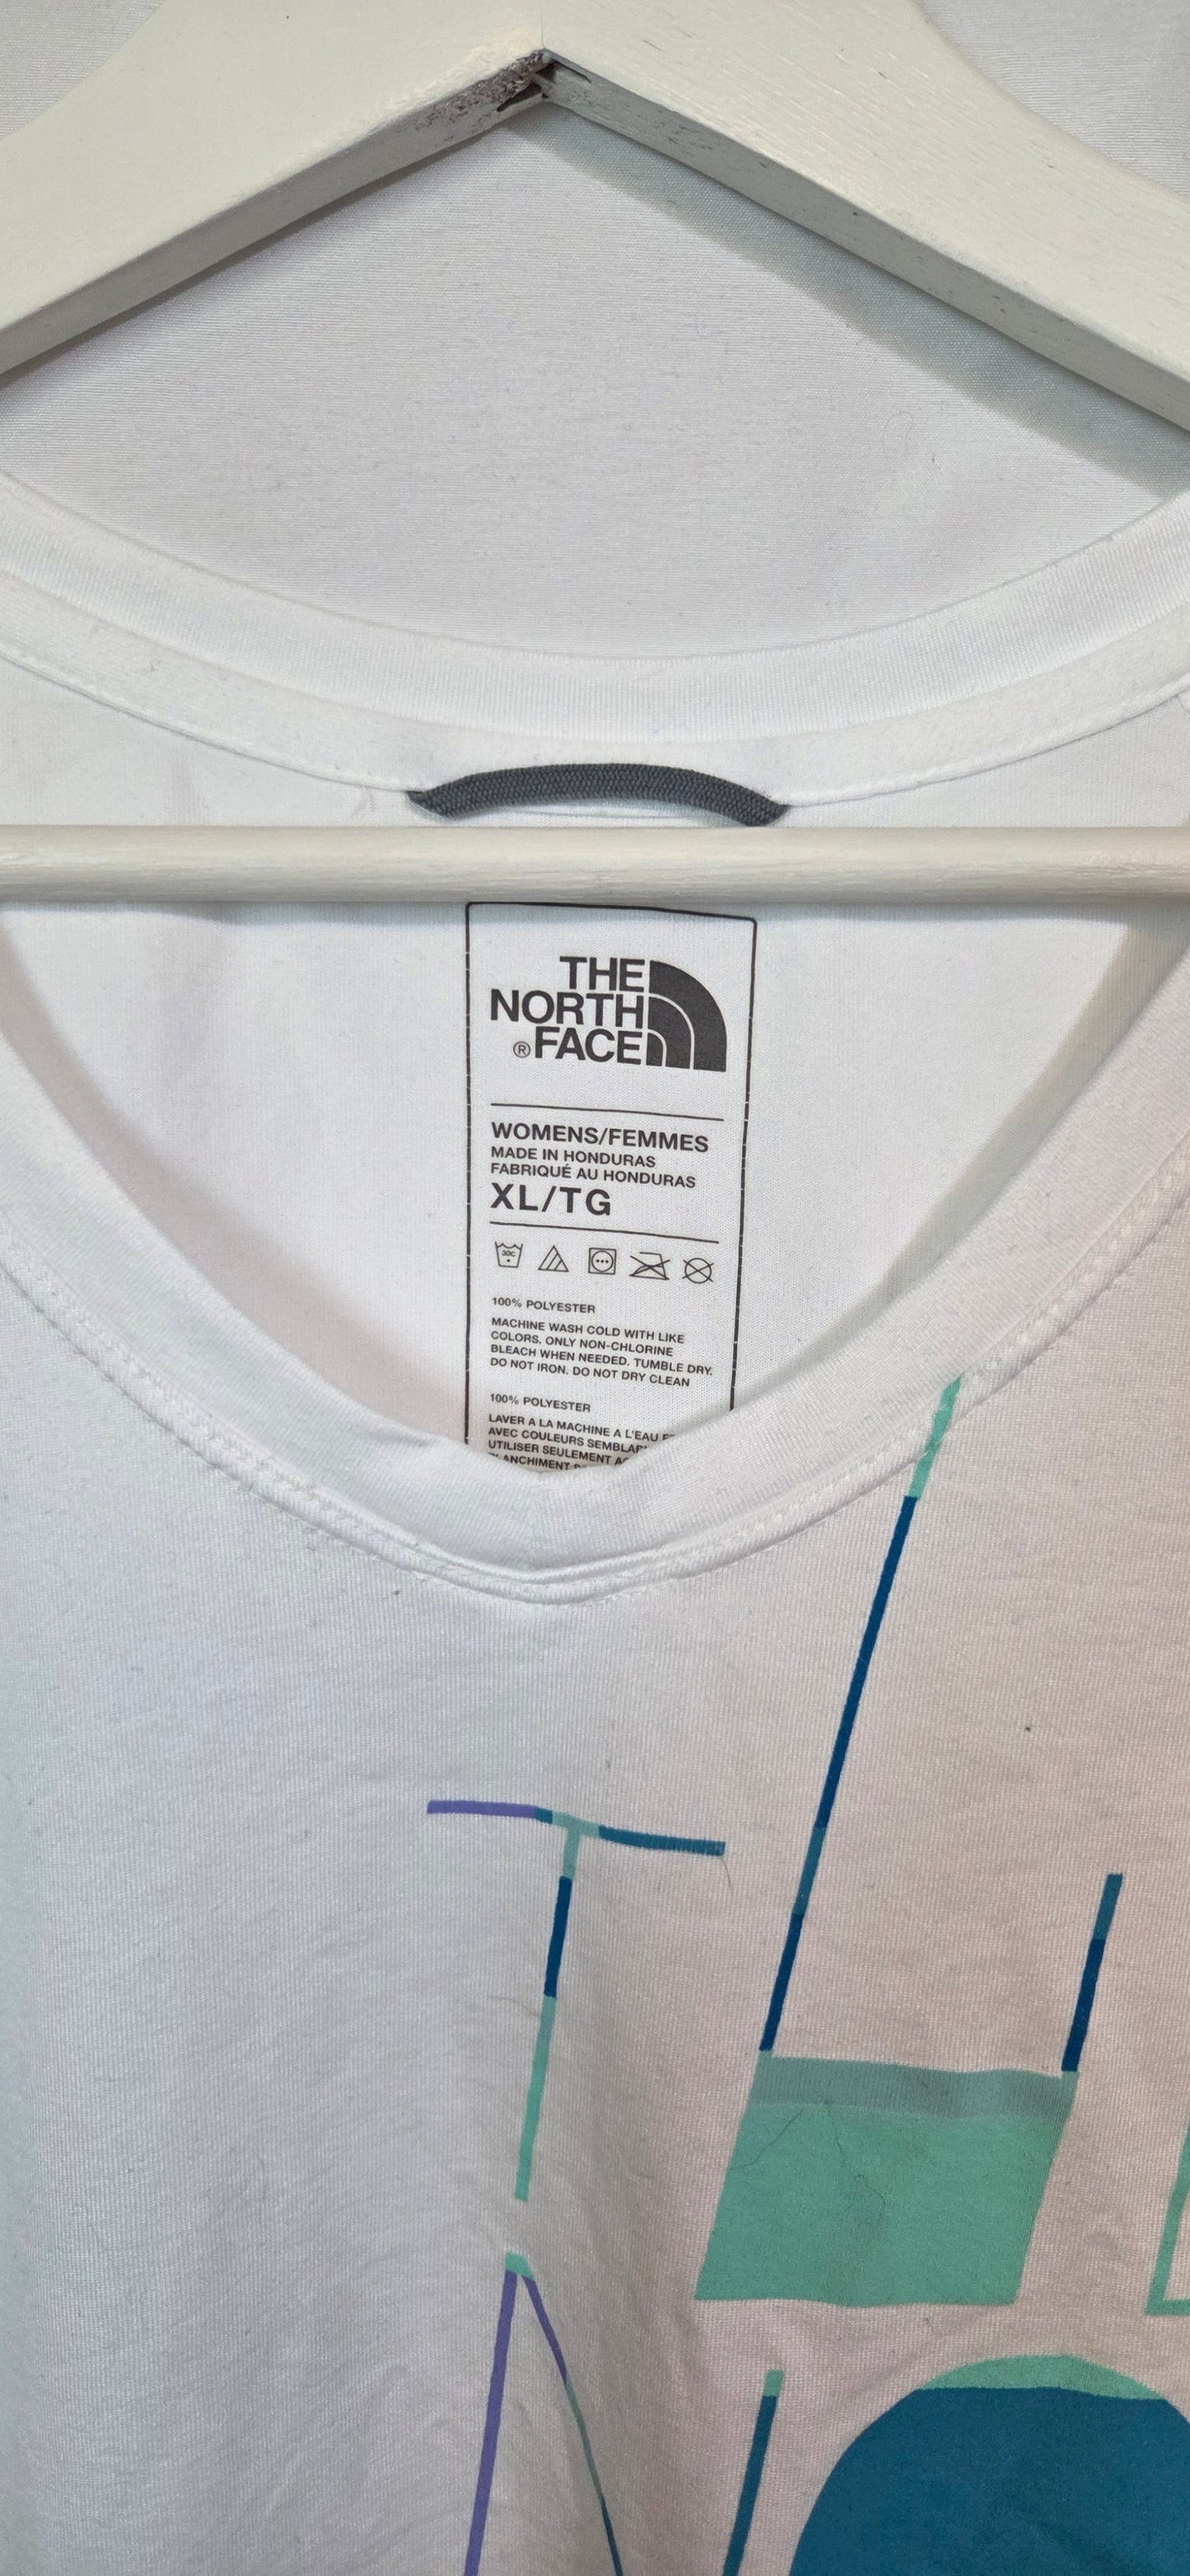 THE
NORTH
®FACE
WOMENS/FEMMES
MADE IN HONDURAS
FABRIQUÉ AU HONDURAS
XL/TG
30C
100% POLYESTER
MACHINE WASH COLD WITH LIKE
COLORS. ONLY NON-CHLORINE
BLEACH WHEN NEEDED. TUMBLE DRY.
DO NOT IRON. DO NOT DRY CLEAN
100% POLYESTER
LAVER A LA MACHINE A L'EAU
AVEC COULEURS
UTILISER SEULEMENT